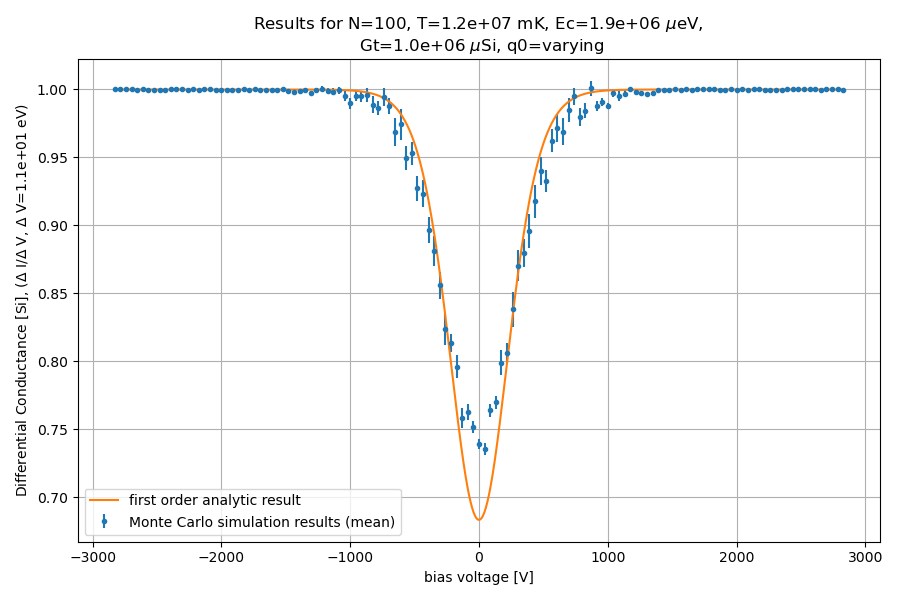 Results for N=100, T=1.2e+07 mK, Ec=1.9e+06 μeV,
Gt=1.0e+06 μSi, q0=varying
Differential Conductance [Si], (Δ I/Δ V, Δ V=1.1e+01 eV)
1.00
0.95
0.90
0.85
0.80
0.75
0.70
first order analytic result
Monte Carlo simulation results (mean)
−3000 −2000 −1000 0 1000 2000 3000
bias voltage [V]